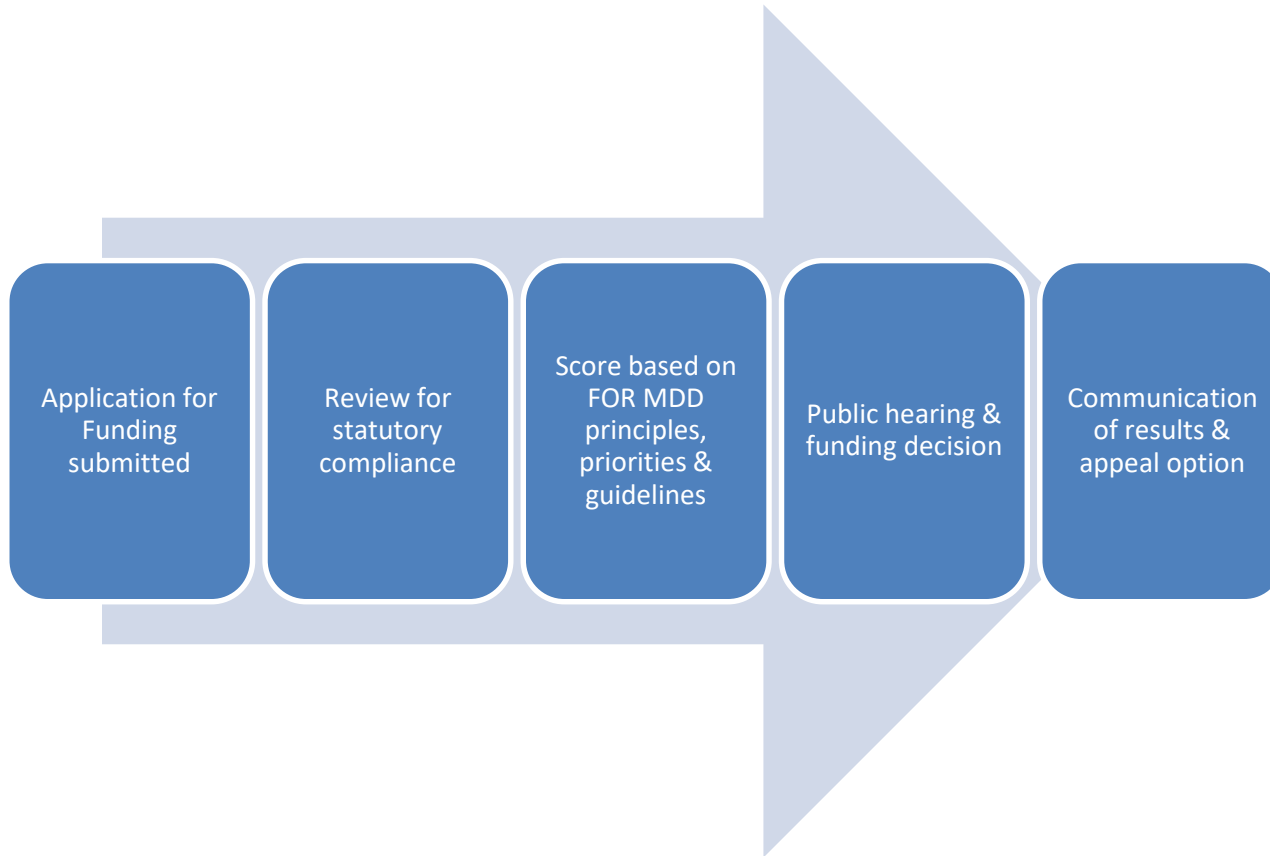 Application for
Funding
submitted
Review for
statutory
compliance
Score based on
FOR MDD
principles,
priorities &
guidelines
Public hearing &
funding decision
Communication
of results &
appeal option